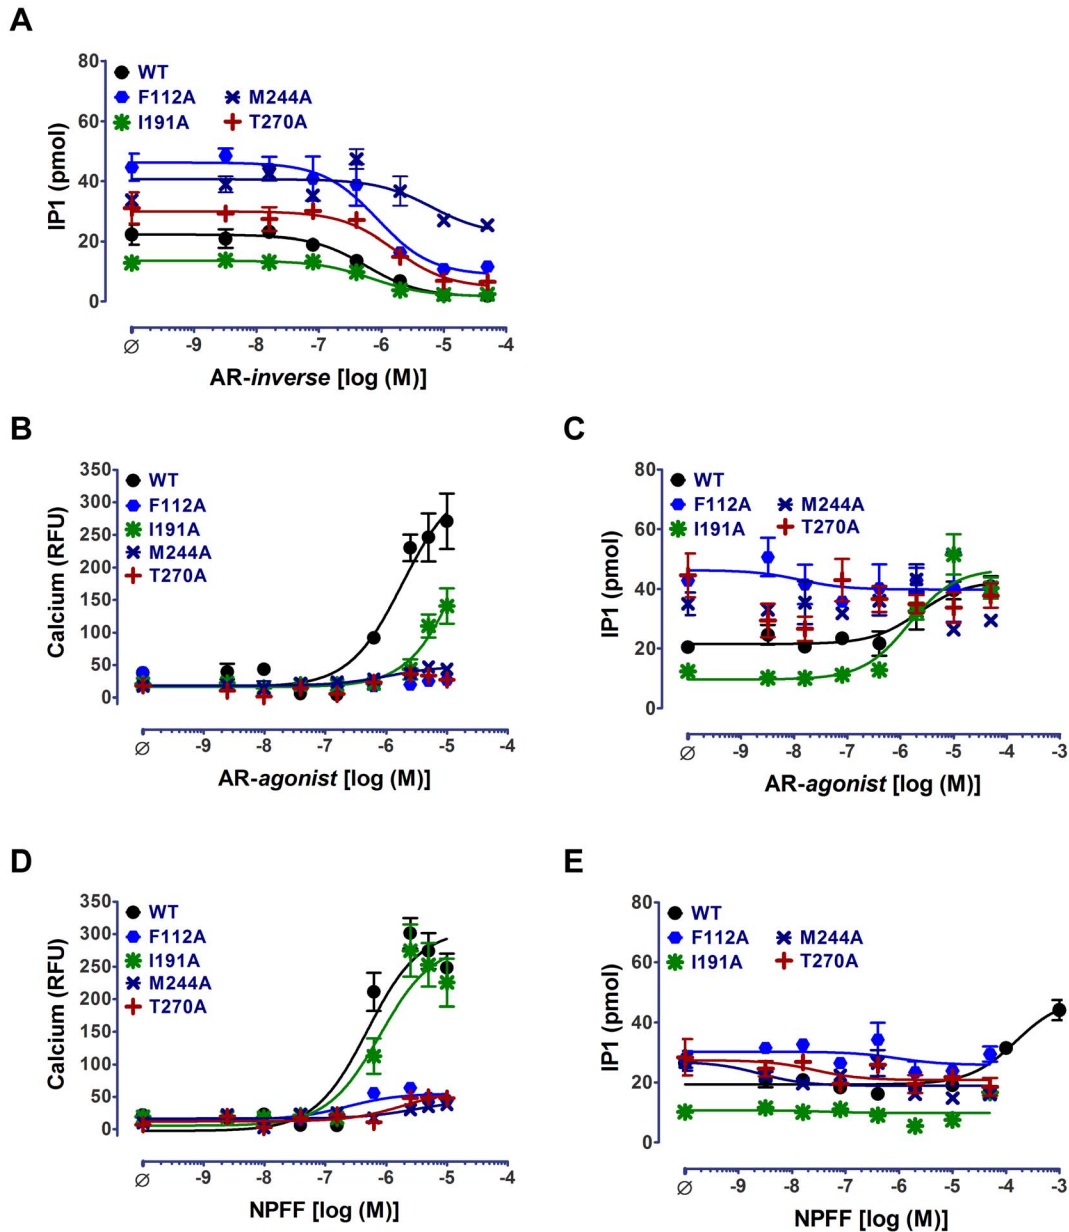 A
80
60
40
20
0
IP1 (pmol)
WT
F112A M244A
I191A T270A
∅ -9 -8 -7 -6 -5 -4
AR-inverse [log (M)]
B
350
300
250
200
150
100
50
0
Calcium (RFU)
WT
F112A
I191A
M244A
T270A
∅ -9 -8 -7 -6 -5 -4
AR-agonist [log (M)]
C
80
60
40
20
0
IP1 (pmol)
WT
F112A M244A
I191A T270A
∅ -9 -8 -7 -6 -5 -4 -3
AR-agonist [log (M)]
D
350
300
250
200
150
100
50
0
Calcium (RFU)
WT
F112A
I191A
M244A
T270A
∅ -9 -8 -7 -6 -5 -4
NPFF [log (M)]
E
80
60
40
20
0
IP1 (pmol)
WT
F112A M244A
I191A T270A
∅ -9 -8 -7 -6 -5 -4 -3
NPFF [log (M)]